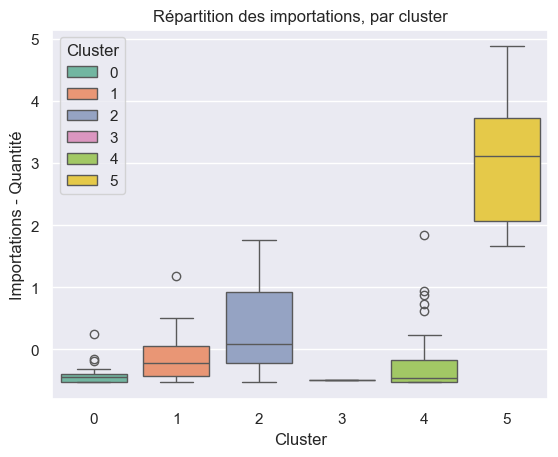 Répartition des importations, par cluster
Importations - Quantité
5
4
3
2
1
0
Cluster
0
1
2
3
4
5
0 1 2 3 4 5
Cluster